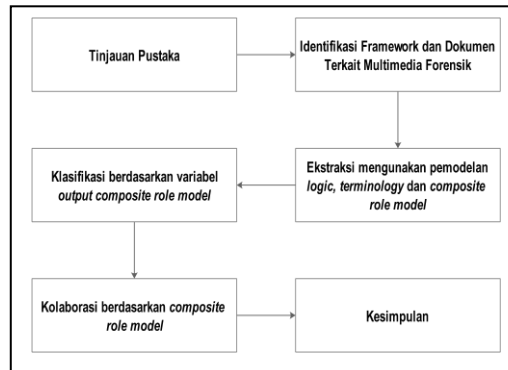 Tinjauan Pustaka
Identifikasi Framework dan Dokumen
Terkait Multimedia Forensik
Ekstraksi mengunakan pemodelan
logic, terminology dan composite
role model
Klasifikasi berdasarkan variabel
output composite role model
Kolaborasi berdasarkan composite
role model
Kesimpulan